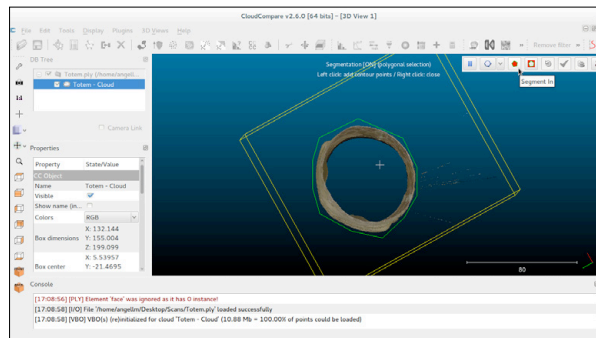 CloudCompare v2.6.0 [64 bits] - [3D View 1]
File Edit Tools Display Plugins 3D Views Help
Remove filter
DB Tree
Totem.ply (/home/angell...
Totem - Cloud
Segmentation [ON] (polygonal selection)
Left click: add contour points / Right click: close
Segment In
1:1
Camera Link
Properties
Property State/Value
CC Object
Name Totem - Cloud
Visible
Show name (in...
Colors RGB
Box dimensions X: 132.144
Y: 155.004
Z: 199.099
Box center X: 5.53957
Y: -21.4695
80
Console
[17:08:56] [PLY] Element 'face' was ignored as it has 0 instance!
[17:08:58] [I/O] File '/home/angellm/Desktop/Scans/Totem.ply' loaded successfully
[17:08:58] [VBO] VBO(s) (re)initialized for cloud 'Totem - Cloud' (10.88 Mb = 100.00% of points could be loaded)